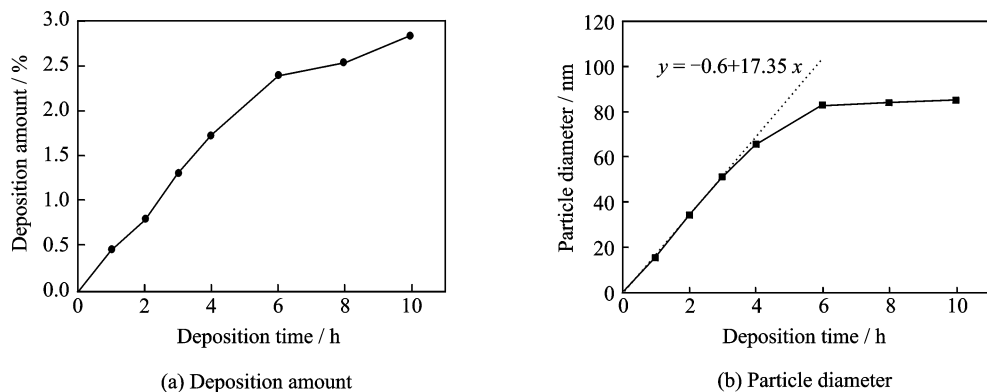 3.0
2.5
2.0
1.5
1.0
0.5
0.0
0 2 4 6 8 10
Deposition amount / %
Deposition time / h
(a) Deposition amount
120
100
80
60
40
20
0
0 2 4 6 8 10
y = −0.6+17.35 x
Particle diameter / nm
Deposition time / h
(b) Particle diameter